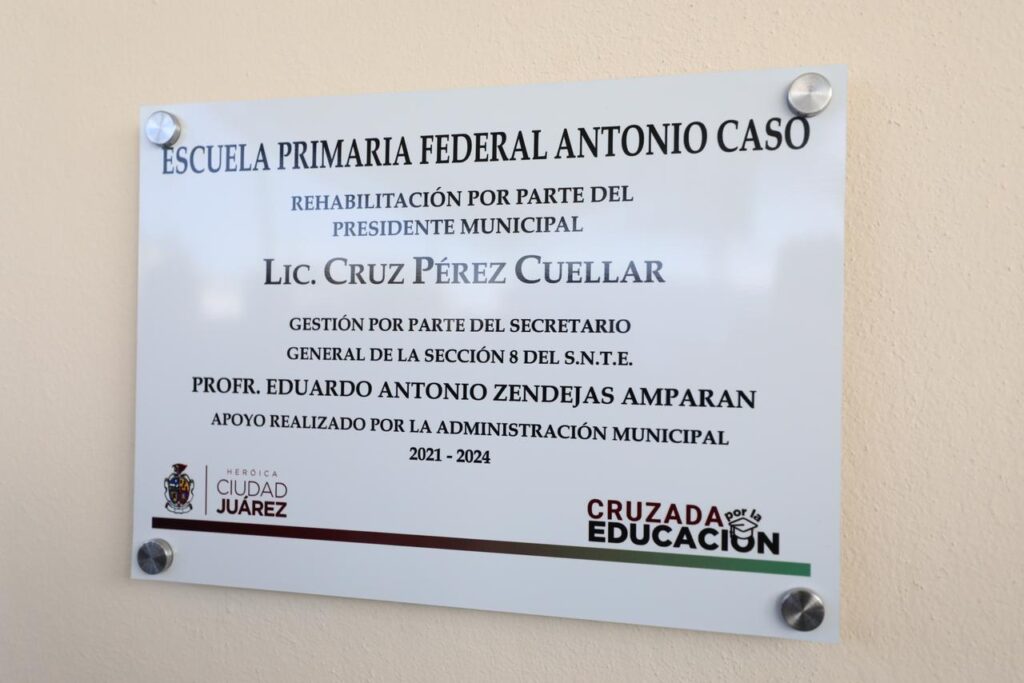 ESCUELA PRIMARIA FEDERAL ANTONIO CASO
REHABILITACIÓN POR PARTE DEL
PRESIDENTE MUNICIPAL
LIC. CRUZ PÉREZ CUELLAR
GESTIÓN POR PARTE DEL SECRETARIO
GENERAL DE LA SECCIÓN 8 DEL S.N.T.E.
PROFR. EDUARDO ANTONIO ZENDEJAS AMPARAN
APOYO REALIZADO POR LA ADMINISTRACIÓN MUNICIPAL
2021 - 2024
HERÓICA
CIUDAD
JUÁREZ
CRUZADA por la
EDUCACIÓN